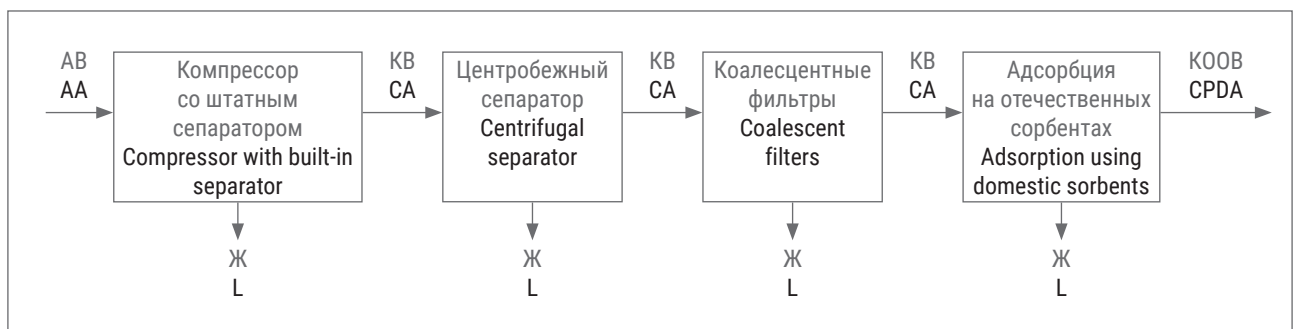 АВ
AA
Компрессор
со штатным
сепаратором
Compressor with built-in
separator
КВ
CA
Центробежный
сепаратор
Centrifugal
separator
КВ
CA
Коалесцентные
фильтры
Coalescent
filters
КВ
CA
Адсорбция
на отечественных
сорбентах
Adsorption using
domestic sorbents
КООВ
CPDA
Ж
L
Ж
L
Ж
L
Ж
L